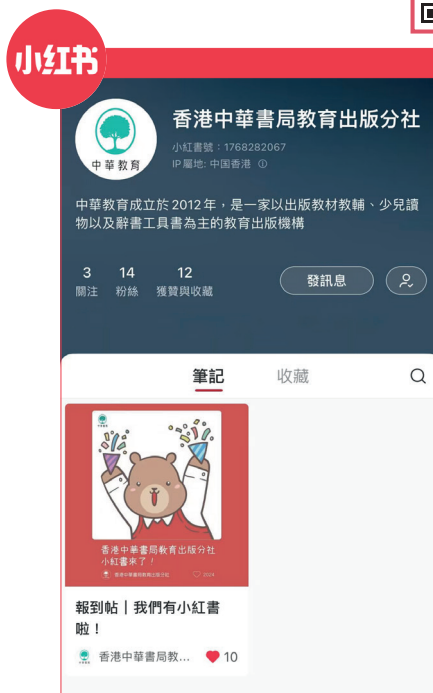 小红书
香港中華書局教育出版分社
小紅書號：1768282067
IP屬地: 中国香港
中華教育
中華教育成立於2012年，是一家以出版教材教輔、少兒讀
物以及辭書工具書為主的教育出版機構
3 14 12
關注 粉絲 獲贊與收藏
發訊息
筆記 收藏
香港中華書局教育出版分社
小紅書來了！
報到帖｜我們有小紅書
啦！
香港中華書局教... 10